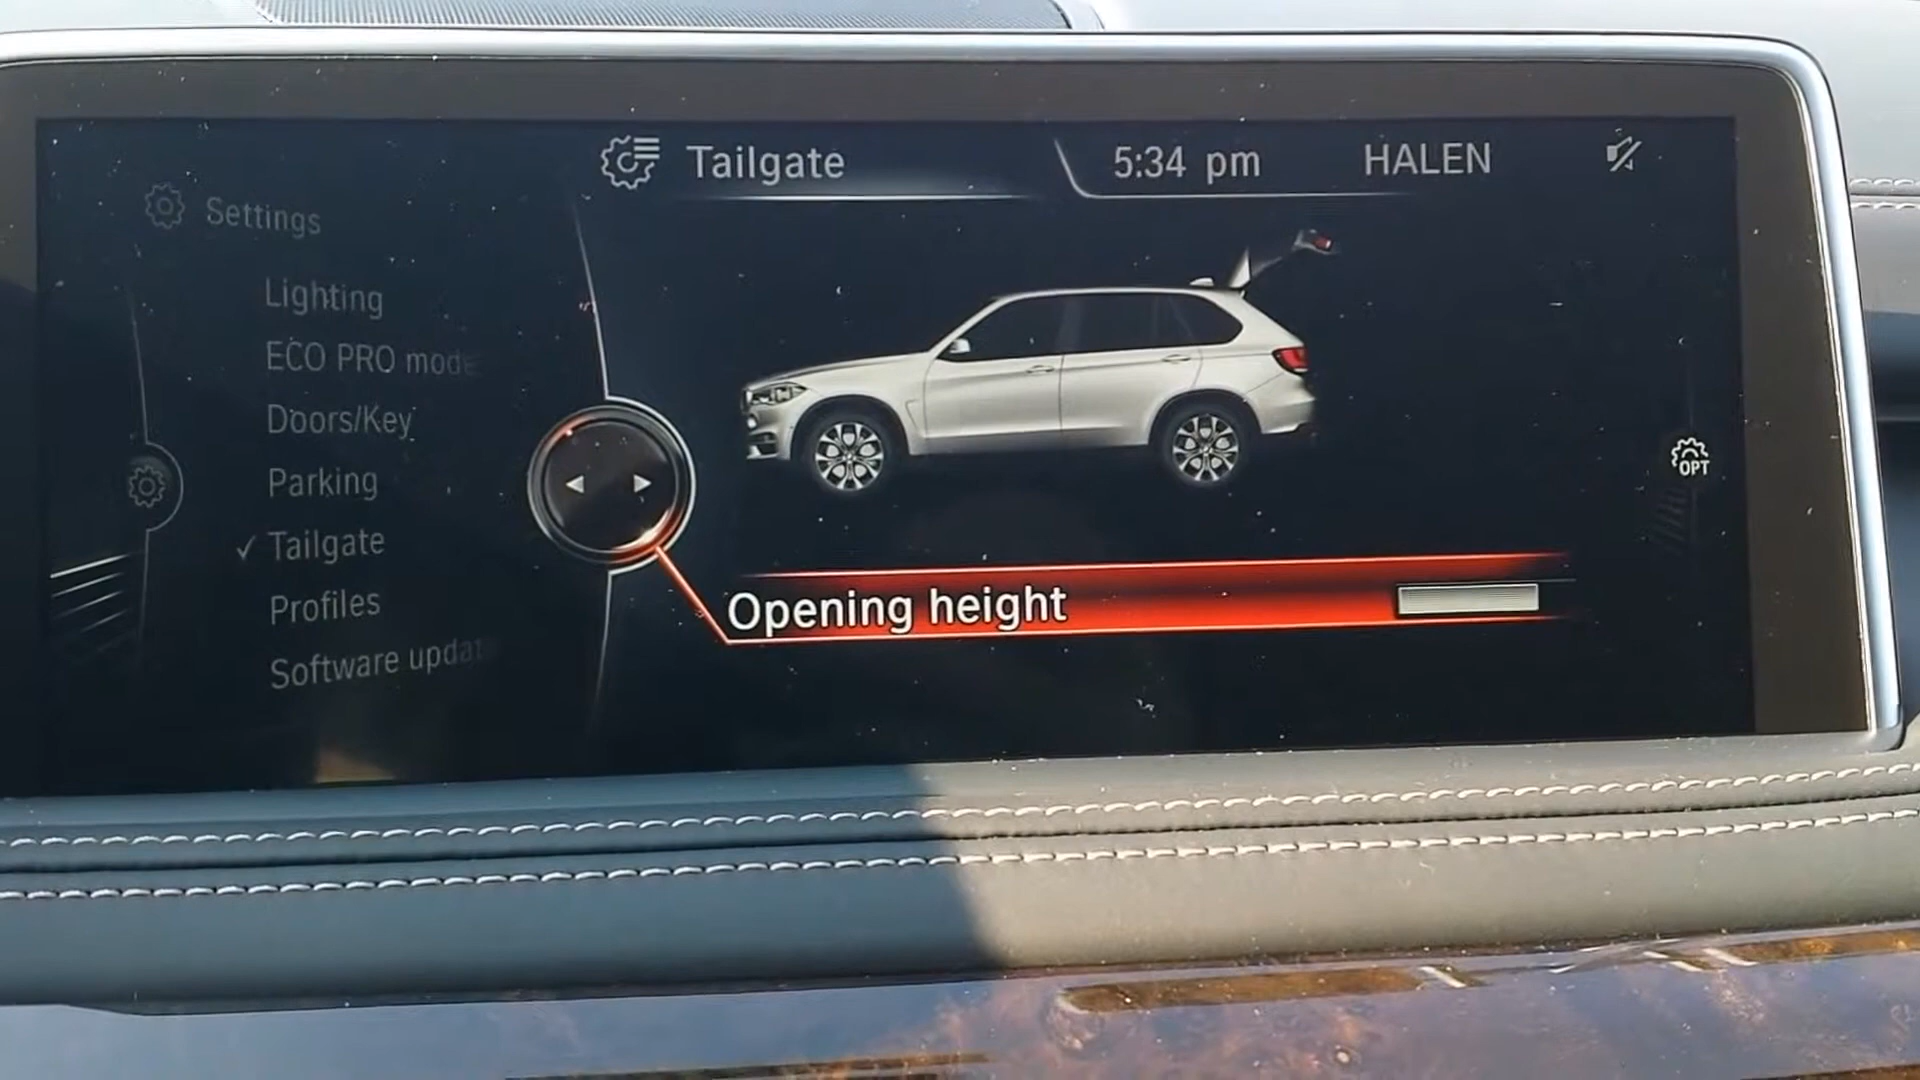 Tailgate
5:34 pm
HALEN
Settings
Lighting
ECO PRO mode
Doors/Key
Parking
✓ Tailgate
Profiles
Software updat
Opening height
OPT